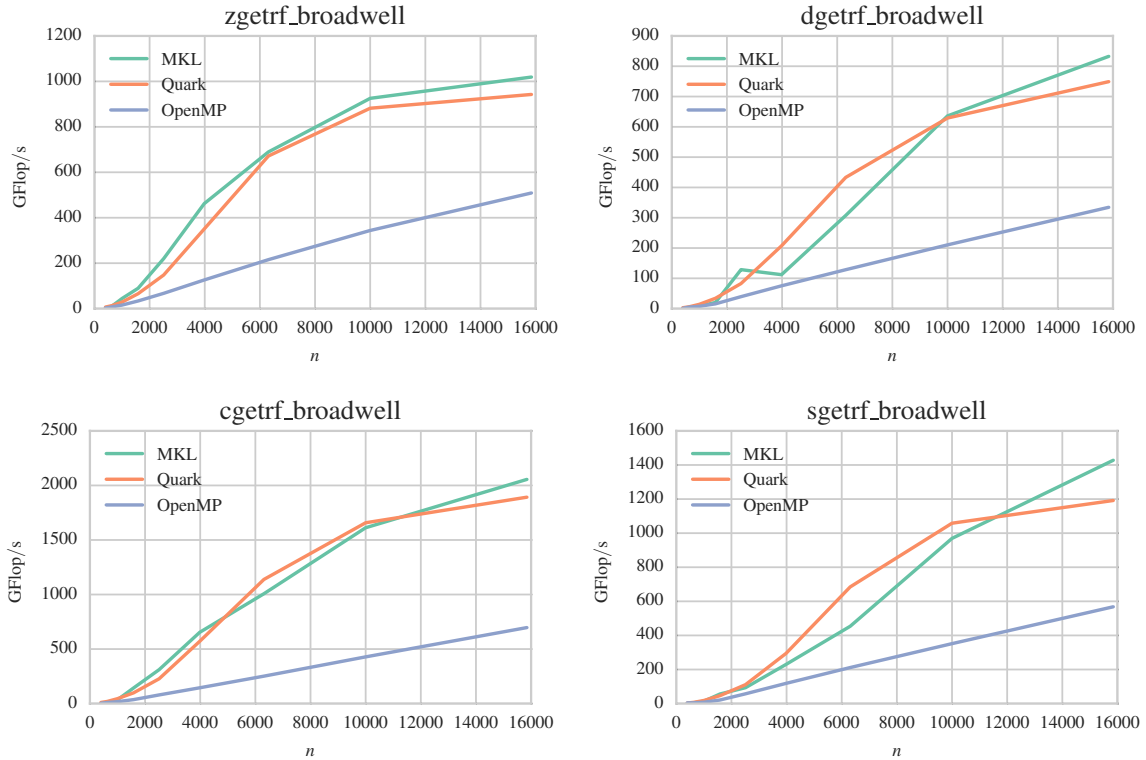 zgetrf_broadwell
1200
1000
800
600
400
200
0
GFlop/s
MKL
Quark
OpenMP
0 2000 4000 6000 8000 10000 12000 14000 16000
n
dgetrf_broadwell
900
800
700
600
500
400
300
200
100
0
GFlop/s
MKL
Quark
OpenMP
0 2000 4000 6000 8000 10000 12000 14000 16000
n
cgetrf_broadwell
2500
2000
1500
1000
500
0
GFlop/s
MKL
Quark
OpenMP
0 2000 4000 6000 8000 10000 12000 14000 16000
n
sgetrf_broadwell
1600
1400
1200
1000
800
600
400
200
0
GFlop/s
MKL
Quark
OpenMP
0 2000 4000 6000 8000 10000 12000 14000 16000
n